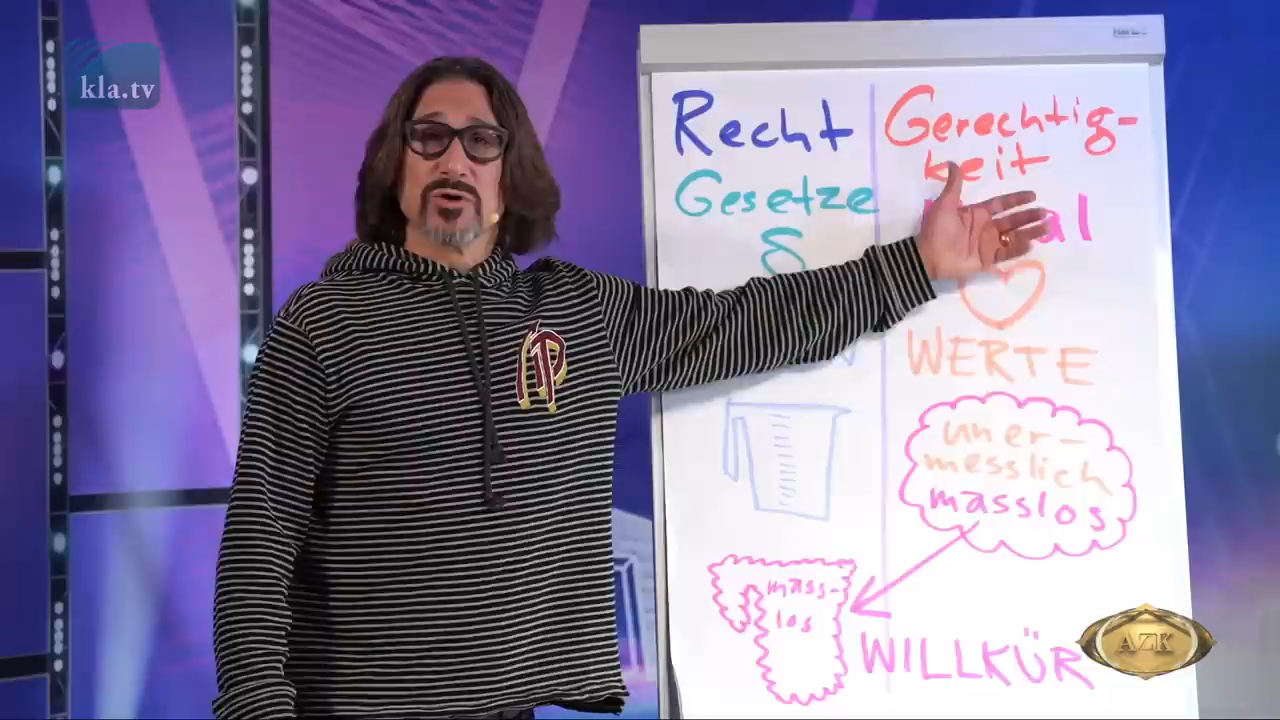 kla.tv
Recht
Gesetze
Gerechtig-
keit
WERTE
uner-
messlich
masslos
mass-
los
WILLKÜR
AZK